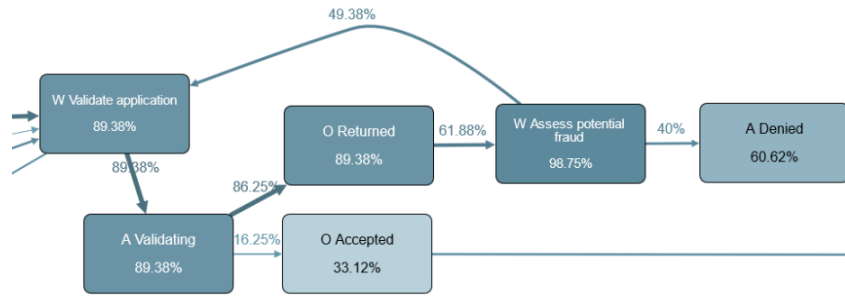 49.38%
W Validate application
89.38%
89.38%
O Returned
89.38%
61.88%
W Assess potential
fraud
98.75%
40%
A Denied
60.62%
86.25%
A Validating
89.38%
16.25%
O Accepted
33.12%